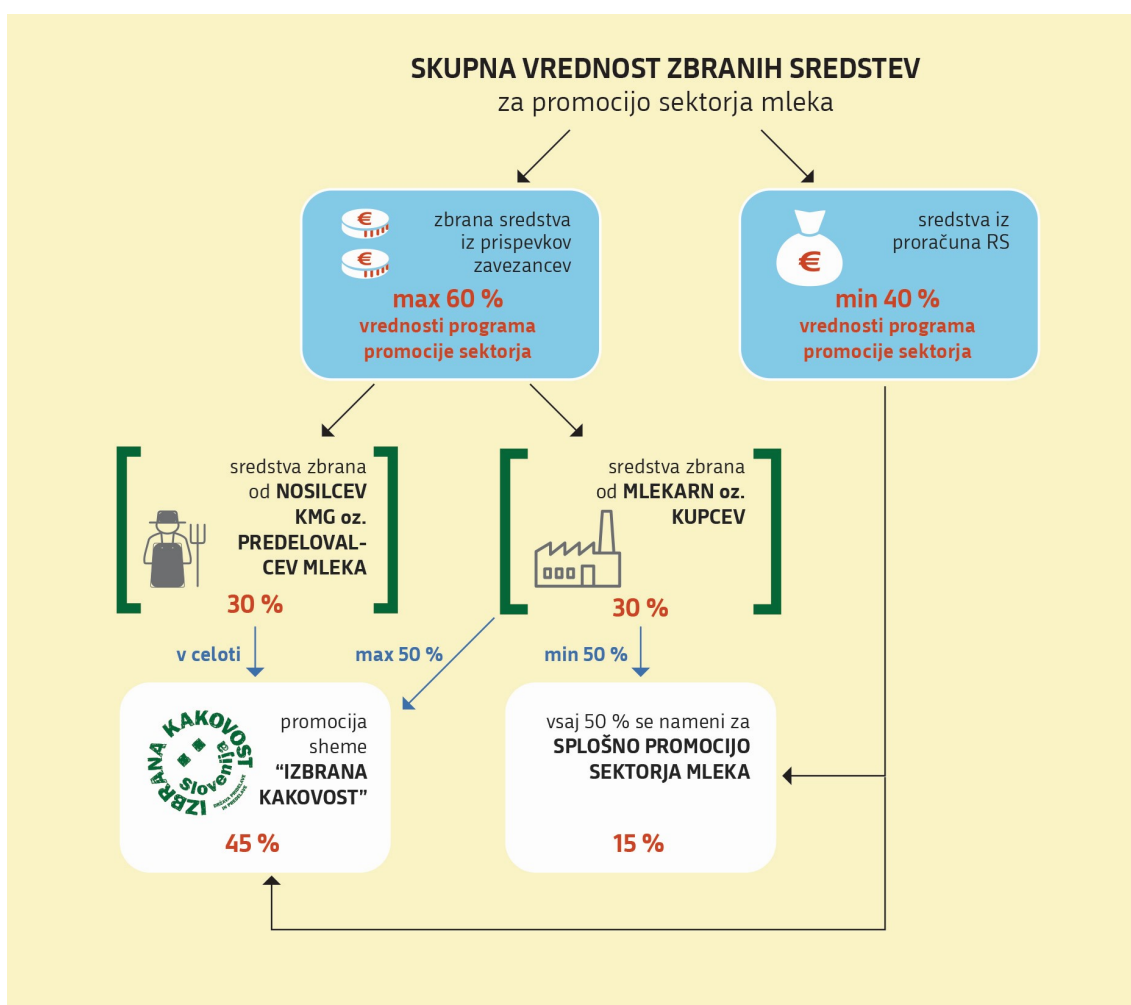 SKUPNA VREDNOST ZBRANIH SREDSTEV
za promocijo sektorja mleka
€
€
zbrana sredstva
iz prispevkov
zavezancev
max 60 %
vrednosti programa
promocije sektorja
€
sredstva iz
proračuna RS
min 40 %
vrednosti programa
promocije sektorja
sredstva zbrana
od NOSILCEV
KMG oz.
PREDELOVAL-
CEV MLEKA
30 %
sredstva zbrana
od MLEKARN oz.
KUPCEV
30 %
v celoti
max 50 %
min 50 %
IZBRANA KAKOVOST
Slovenija
promocija
sheme
“IZBRANA
KAKOVOST”
45 %
vsaj 50 % se nameni za
SPLOŠNO PROMOCIJO
SEKTORJA MLEKA
15 %